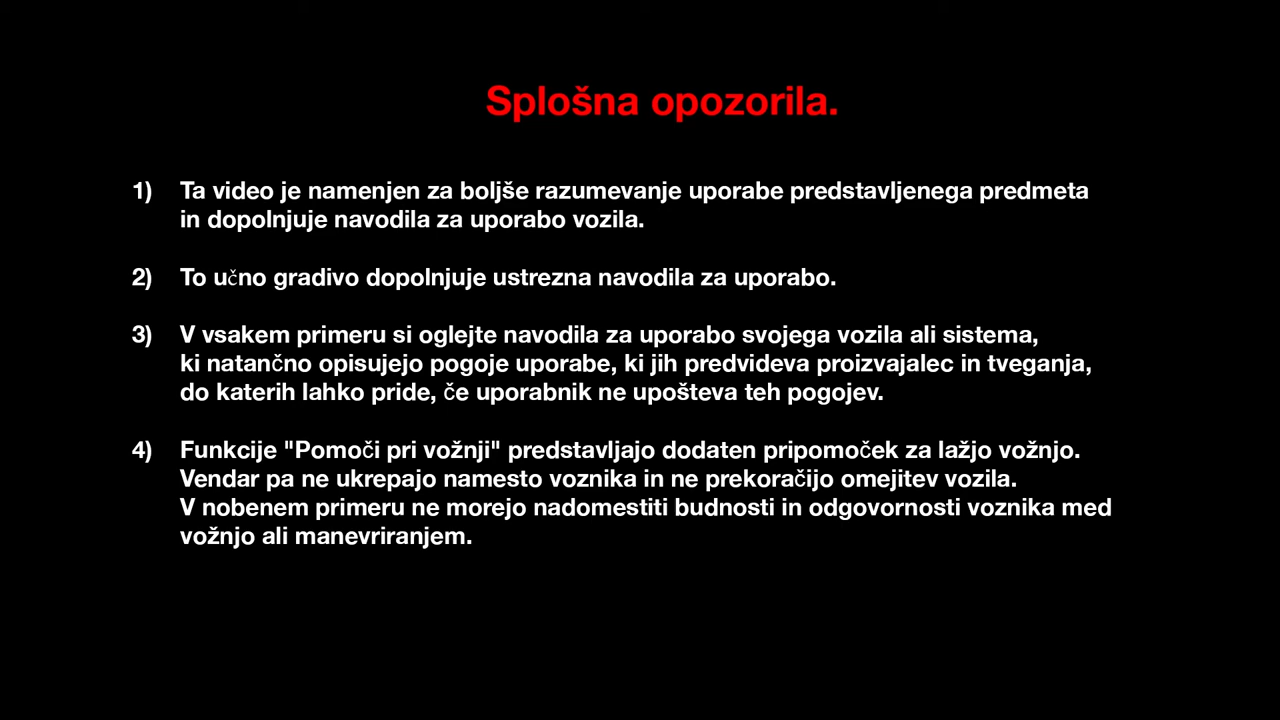 Splošna opozorila.
1) Ta video je namenjen za boljše razumevanje uporabe predstavljenega predmeta
in dopolnjuje navodila za uporabo vozila.
2) To učno gradivo dopolnjuje ustrezna navodila za uporabo.
3) V vsakem primeru si oglejte navodila za uporabo svojega vozila ali sistema,
ki natančno opisujejo pogoje uporabe, ki jih predvideva proizvajalec in tveganja,
do katerih lahko pride, če uporabnik ne upošteva teh pogojev.
4) Funkcije "Pomoči pri vožnji" predstavljajo dodaten pripomoček za lažjo vožnjo.
Vendar pa ne ukrepajo namesto voznika in ne prekoračijo omejitev vozila.
V nobenem primeru ne morejo nadomestiti budnosti in odgovornosti voznika med
vožnjo ali manevriranjem.